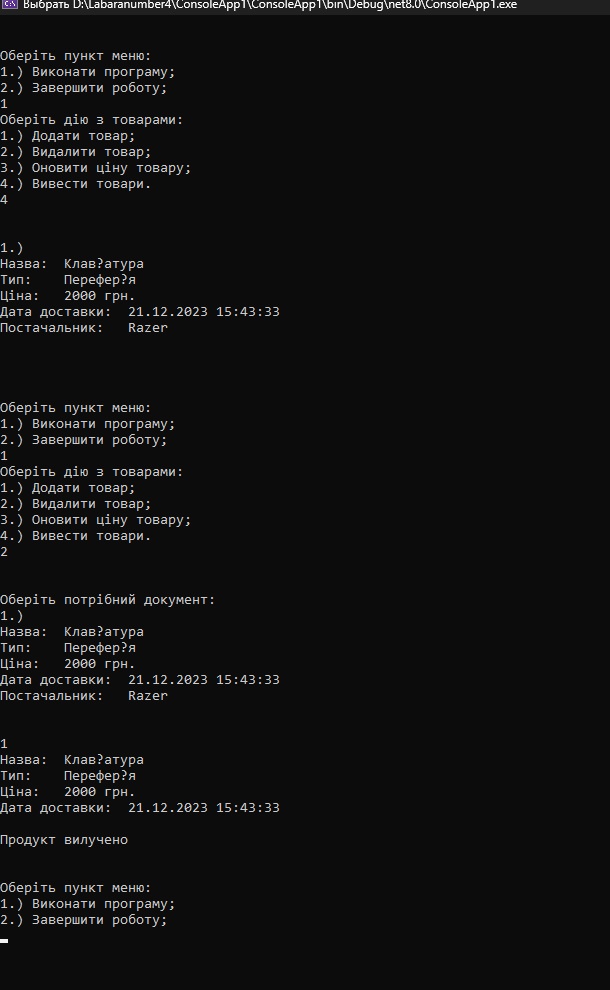 Выбрать D:\Labaranumber4\ConsoleApp1\ConsoleApp1\bin\Debug\net8.0\ConsoleApp1.exe
Оберіть пункт меню:
1.) Виконати програму;
2.) Завершити роботу;
1
Оберіть дію з товарами:
1.) Додати товар;
2.) Видалити товар;
3.) Оновити ціну товару;
4.) Вивести товари.
4
1.)
Назва: Клав?атура
Тип: Перефер?я
Ціна: 2000 грн.
Дата доставки: 21.12.2023 15:43:33
Постачальник: Razer
Оберіть пункт меню:
1.) Виконати програму;
2.) Завершити роботу;
1
Оберіть дію з товарами:
1.) Додати товар;
2.) Видалити товар;
3.) Оновити ціну товару;
4.) Вивести товари.
2
Оберіть потрібний документ:
1.)
Назва: Клав?атура
Тип: Перефер?я
Ціна: 2000 грн.
Дата доставки: 21.12.2023 15:43:33
Постачальник: Razer
1
Назва: Клав?атура
Тип: Перефер?я
Ціна: 2000 грн.
Дата доставки: 21.12.2023 15:43:33
Продукт вилучено
Оберіть пункт меню:
1.) Виконати програму;
2.) Завершити роботу;